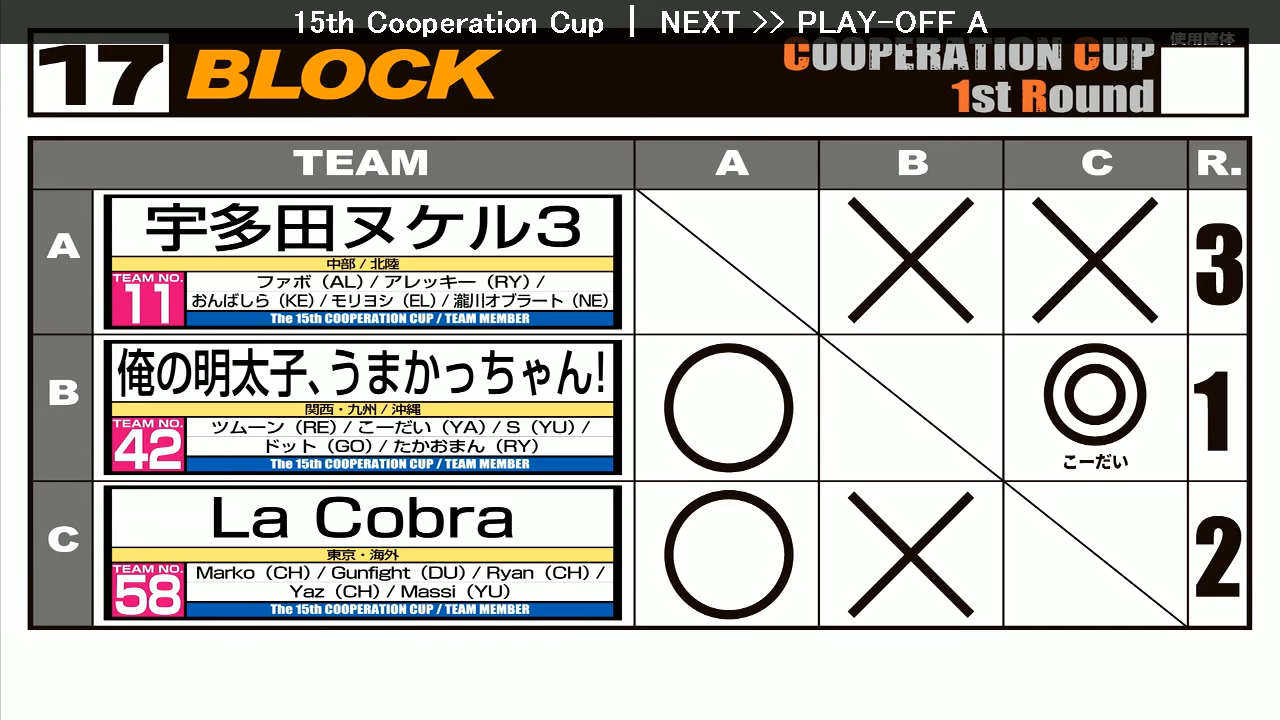 15th Cooperation Cup | NEXT >> PLAY-OFF A
17 BLOCK
COOPERATION CUP
1st Round
使用筐体
TEAM A B C R.
A
宇多田ヌケル3
中部 / 北陸
TEAM NO. 11
ファボ（AL）/ アレッキー（RY）/
おんばしら（KE）/ モリヨシ（EL）/ 瀧川オブラート（NE）
The 15th COOPERATION CUP / TEAM MEMBER
3
B
俺の明太子、うまかっちゃん!
関西・九州 / 沖縄
TEAM NO. 42
ツムーン（RE）/ こーだい（YA）/ S（YU）/
ドット（GO）/ たかおまん（RY）
The 15th COOPERATION CUP / TEAM MEMBER
こーだい
1
C
La Cobra
東京・海外
TEAM NO. 58
Marko（CH）/ Gunfight（DU）/ Ryan（CH）/
Yaz（CH）/ Massi（YU）
The 15th COOPERATION CUP / TEAM MEMBER
2